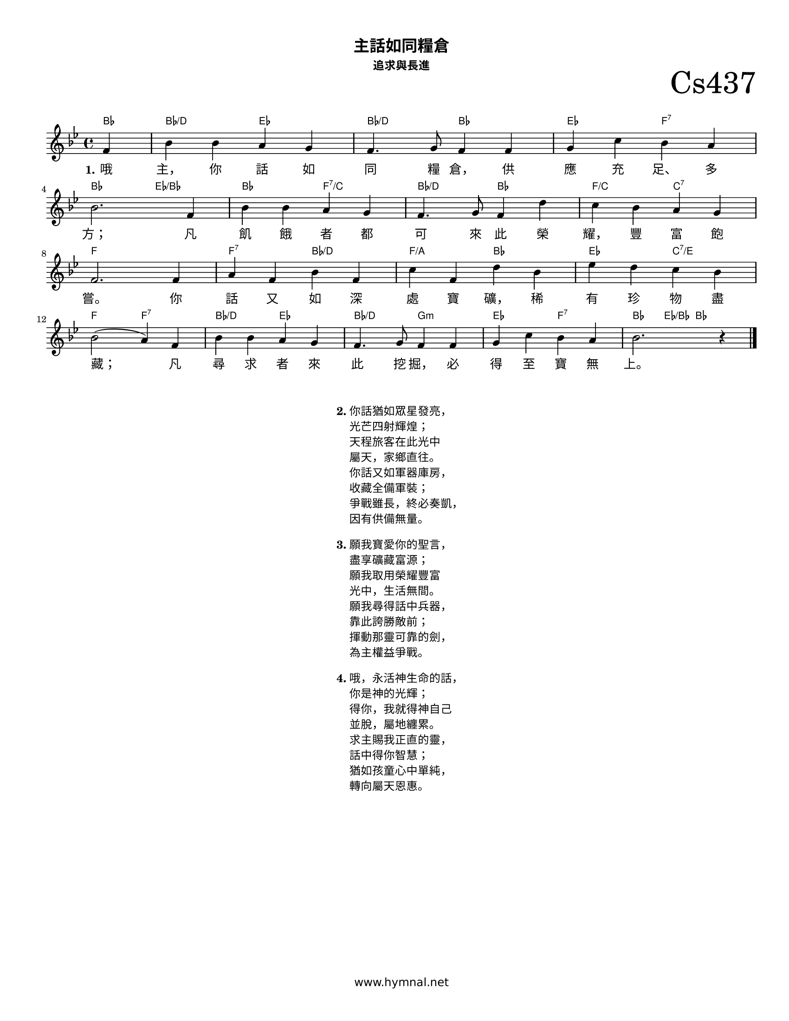 主話如同糧倉
追求與長進
Cs437
B♭ B♭/D E♭ B♭/D B♭ E♭ F7
1. 哦 主， 你 話 如 同 糧 倉， 供 應 充 足、 多
4 B♭ E♭/B♭ B♭ F7/C B♭/D B♭ F/C C7
方； 凡 飢 餓 者 都 可 來 此 榮 耀， 豐 富 飽
8 F F7 B♭/D F/A B♭ E♭ C7/E
嘗。 你 話 又 如 深 處 寶 礦，稀 有 珍 物 盡
12 F F7 B♭/D E♭ B♭/D Gm E♭ F7 B♭ E♭/B♭ B♭
藏； 凡 尋 求 者 來 此 挖 掘， 必 得 至 寶 無 上。
2. 你話猶如眾星發亮，
光芒四射輝煌；
天程旅客在此光中
屬天，家鄉直往。
你話又如軍器庫房，
收藏全備軍裝；
爭戰雖長，終必奏凱，
因有供備無量。
3. 願我寶愛你的聖言，
盡享礦藏富源；
願我取用榮耀豐富
光中，生活無間。
願我尋得話中兵器，
靠此誇勝敵前；
揮動那靈可靠的劍，
為主權益爭戰。
4. 哦，永活神生命的話，
你是神的光輝；
得你，我就得神自己
並脫，屬地纏累。
求主賜我正直的靈，
話中得你智慧；
猶如孩童心中單純，
轉向屬天恩惠。
www.hymnal.net